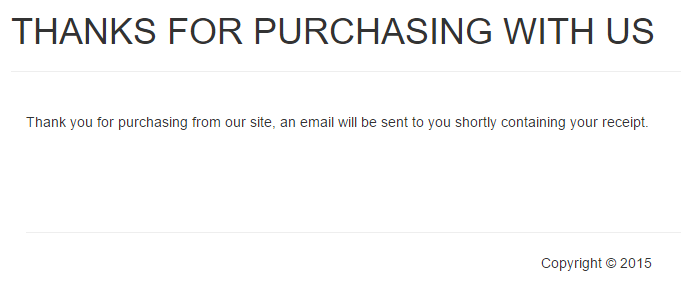 THANKS FOR PURCHASING WITH US
Thank you for purchasing from our site, an email will be sent to you shortly containing your receipt.
Copyright © 2015